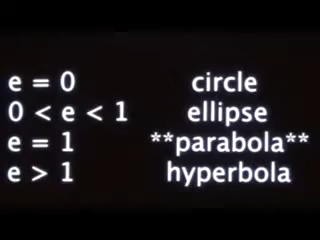 e = 0 circle
0 < e < 1 ellipse
e = 1 **parabola**
e > 1 hyperbola